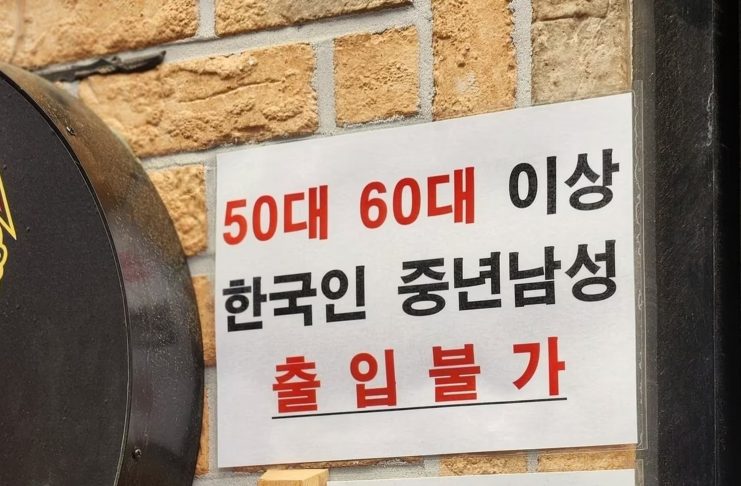 50대 60대 이상
한국인 중년남성
출 입 불 가